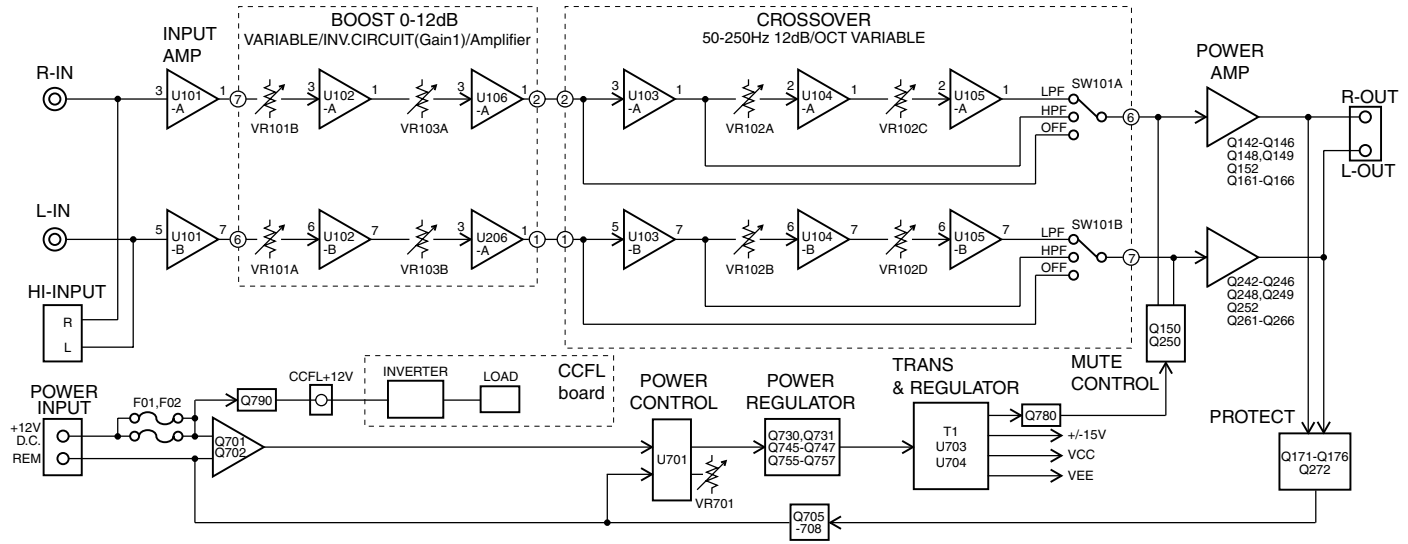 BOOST 0-12dB
VARIABLE/INV.CIRCUIT(Gain1)/Amplifier
CROSSOVER
50-250Hz 12dB/OCT VARIABLE
INPUT
AMP
POWER
AMP
R-IN
3
U101
-A
1
7
VR101B
3
U102
-A
1
VR103A
3
U106
-A
1
2
2
3
U103
-A
1
VR102A
2
U104
-A
1
VR102C
2
U105
-A
1
LPF
HPF
OFF
SW101A
6
Q142-Q146
Q148,Q149
Q152
Q161-Q166
R-OUT
L-OUT
L-IN
5
U101
-B
7
6
VR101A
6
U102
-B
7
VR103B
3
U206
-A
1
1
1
5
U103
-B
7
VR102B
6
U104
-B
7
VR102D
6
U105
-B
7
LPF
HPF
OFF
SW101B
7
Q242-Q246
Q248,Q249
Q252
Q261-Q266
HI-INPUT
R
L
Q150
Q250
MUTE
CONTROL
POWER
INPUT
+12V
D.C.
REM
F01,F02
Q790
CCFL+12V
INVERTER
LOAD
CCFL
board
Q701
Q702
POWER
CONTROL
U701
VR701
POWER
REGULATOR
Q730,Q731
Q745-Q747
Q755-Q757
TRANS
& REGULATOR
T1
U703
U704
Q780
+/-15V
VCC
VEE
PROTECT
Q171-Q176
Q272
Q705
-708